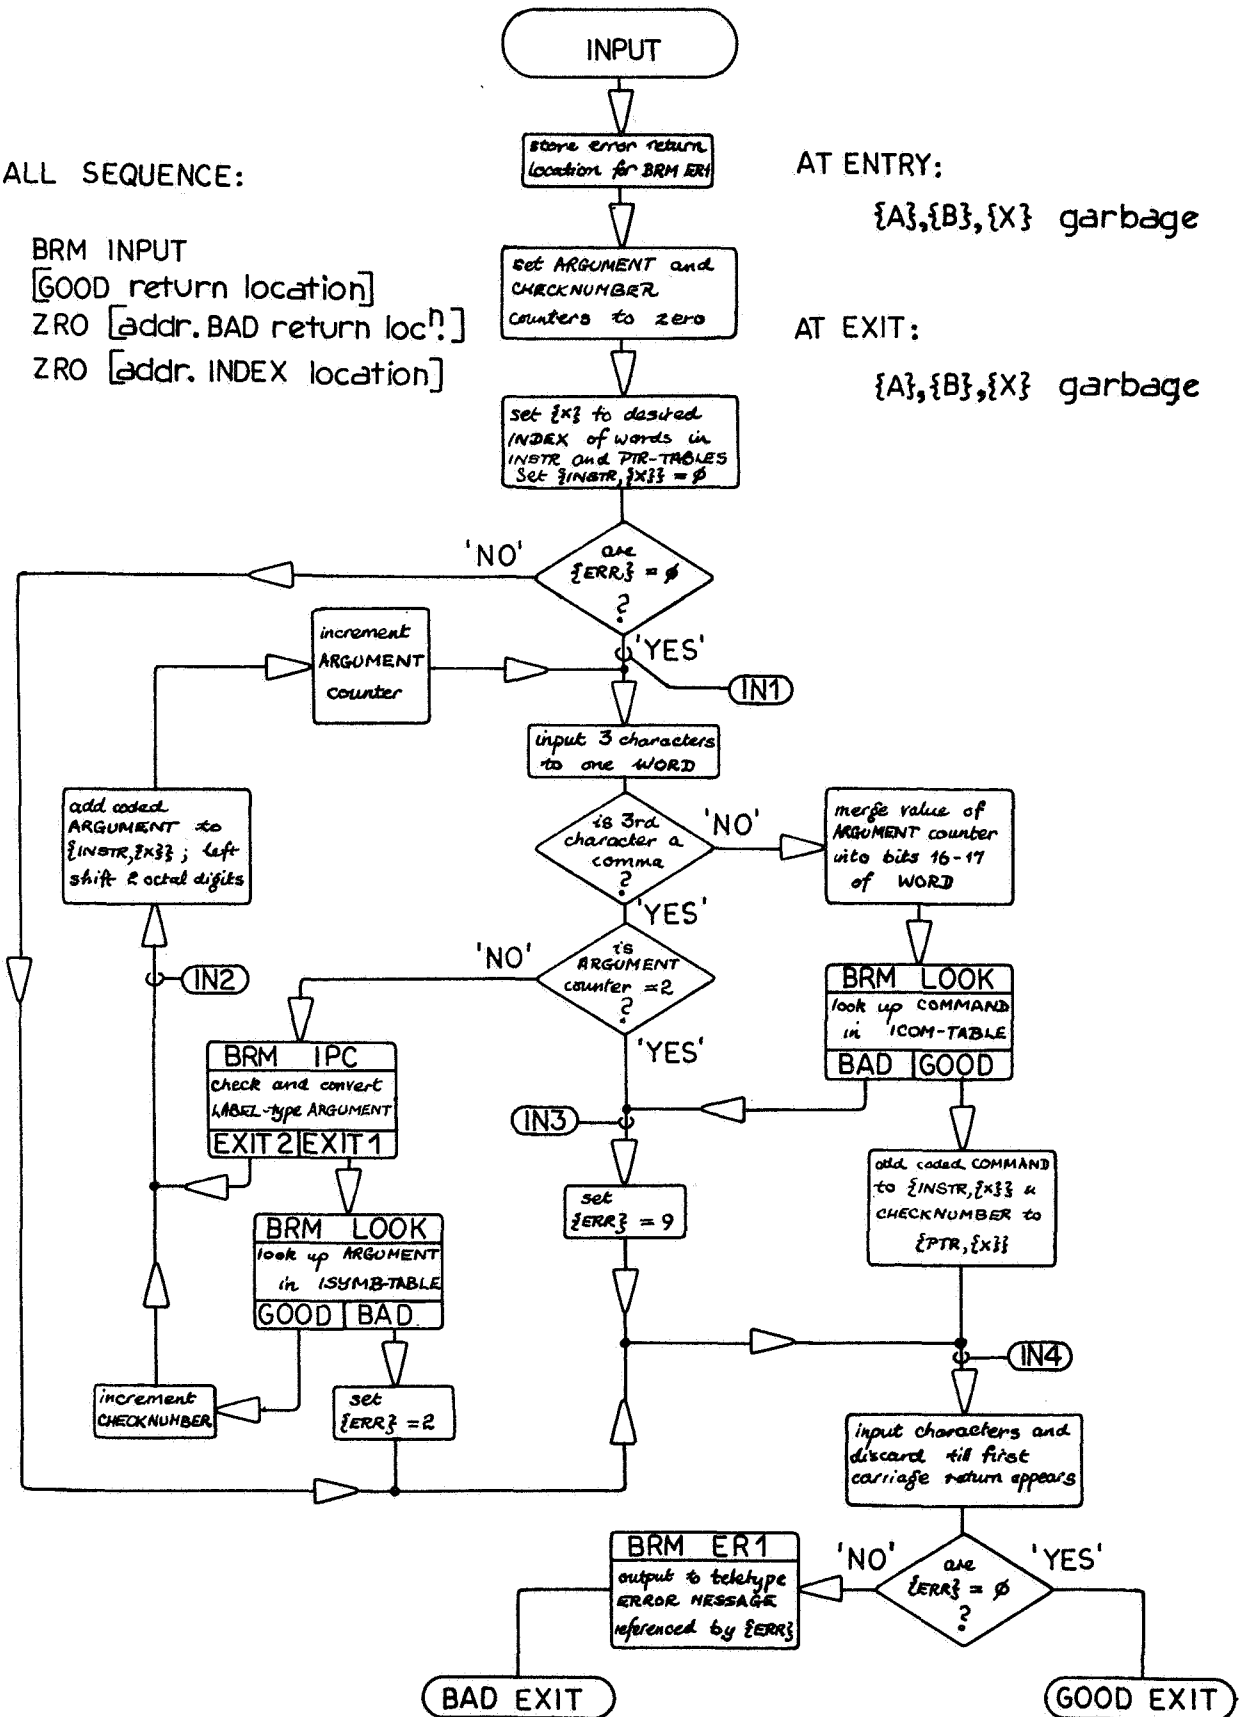 INPUT
store error return
location for BRM ER1
ALL SEQUENCE:
BRM INPUT
[GOOD return location]
ZRO [addr. BAD return locⁿ.]
ZRO [addr. INDEX location]
AT ENTRY:
{A},{B},{X} garbage
AT EXIT:
{A},{B},{X} garbage
set ARGUMENT and
CHECKNUMBER
counters to zero
set {X} to desired
INDEX of words in
INSTR and PTR-TABLES
Set {INSTR,{X}} = ø
'NO'
are
{ERR} = ø
?
'YES'
IN1
increment
ARGUMENT
counter
input 3 characters
to one WORD
add coded
ARGUMENT to
{INSTR,{X}}; left
shift 2 octal digits
is 3rd
character a
comma
?
'NO'
'YES'
merge value of
ARGUMENT counter
into bits 16-17
of WORD
'NO'
is
ARGUMENT
counter = 2
?
'YES'
IN2
BRM LOOK
look up COMMAND
in ICOM-TABLE
BAD GOOD
BRM IPC
check and convert
LABEL-type ARGUMENT
EXIT2 EXIT1
IN3
set
{ERR} = 9
add coded COMMAND
to {INSTR,{X}} &
CHECKNUMBER to
{PTR,{X}}
BRM LOOK
look up ARGUMENT
in ISYMB-TABLE
GOOD BAD
IN4
increment
CHECKNUMBER
set
{ERR} = 2
input characters and
discard till first
carriage return appears
BRM ER1
output to teletype
ERROR MESSAGE
referenced by {ERR}
'NO'
are
{ERR} = ø
?
'YES'
BAD EXIT
GOOD EXIT